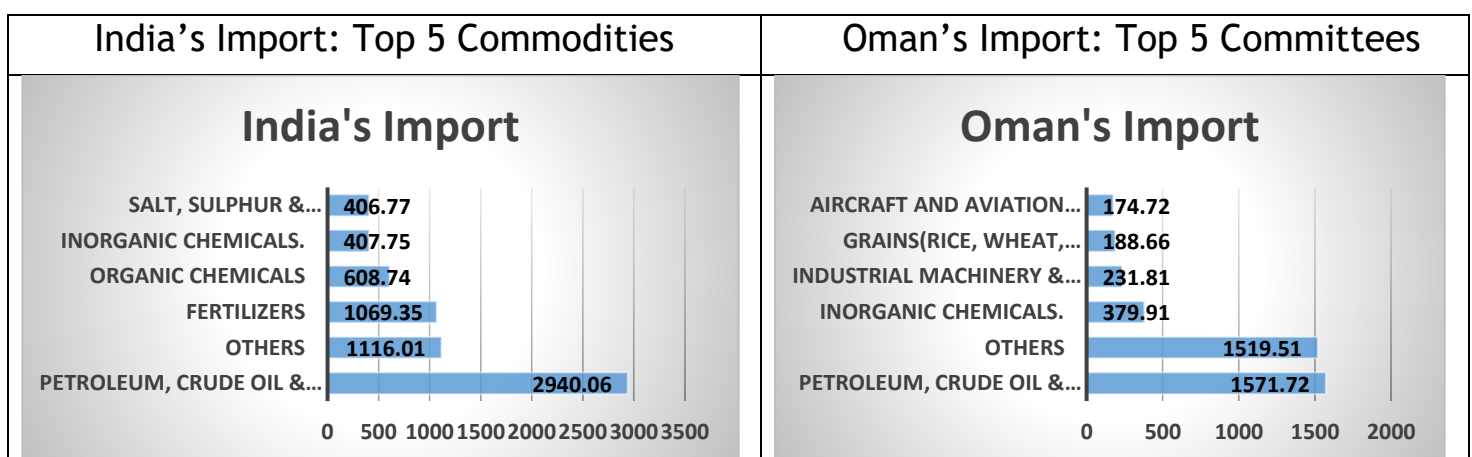 India’s Import: Top 5 Commodities
Oman’s Import: Top 5 Committees
India's Import
SALT, SULPHUR &... 406.77
INORGANIC CHEMICALS. 407.75
ORGANIC CHEMICALS 608.74
FERTILIZERS 1069.35
OTHERS 1116.01
PETROLEUM, CRUDE OIL &... 2940.06
0 500 1000 1500 2000 2500 3000 3500
Oman's Import
AIRCRAFT AND AVIATION... 174.72
GRAINS(RICE, WHEAT,... 188.66
INDUSTRIAL MACHINERY &... 231.81
INORGANIC CHEMICALS. 379.91
OTHERS 1519.51
PETROLEUM, CRUDE OIL &... 1571.72
0 500 1000 1500 2000